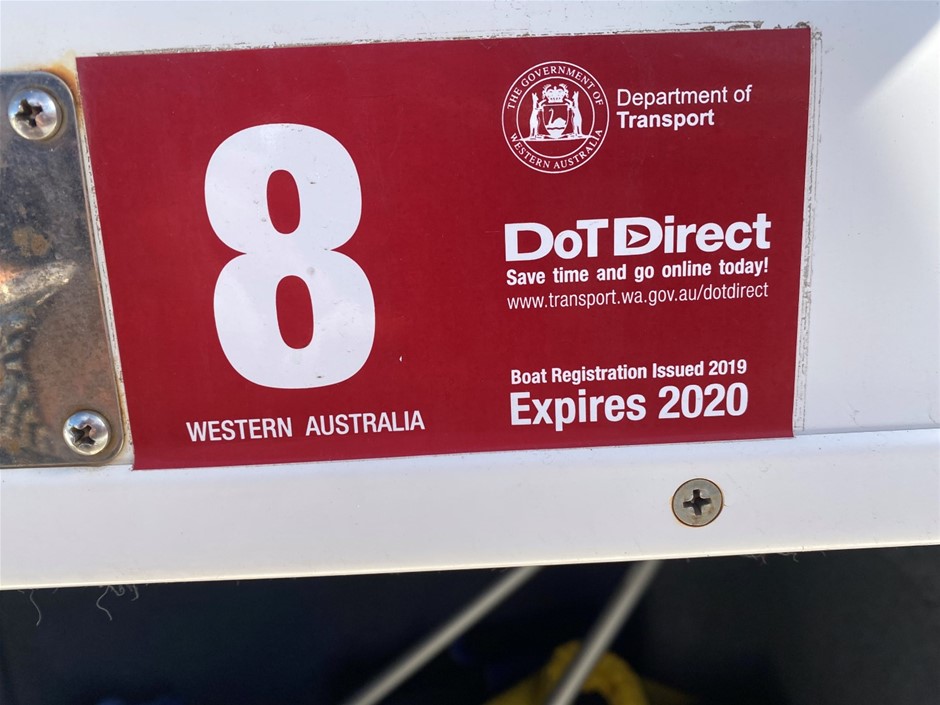 8
WESTERN AUSTRALIA
THE GOVERNMENT OF
WESTERN AUSTRALIA
Department of
Transport
DoTDirect
Save time and go online today!
www.transport.wa.gov.au/dotdirect
Boat Registration Issued 2019
Expires 2020